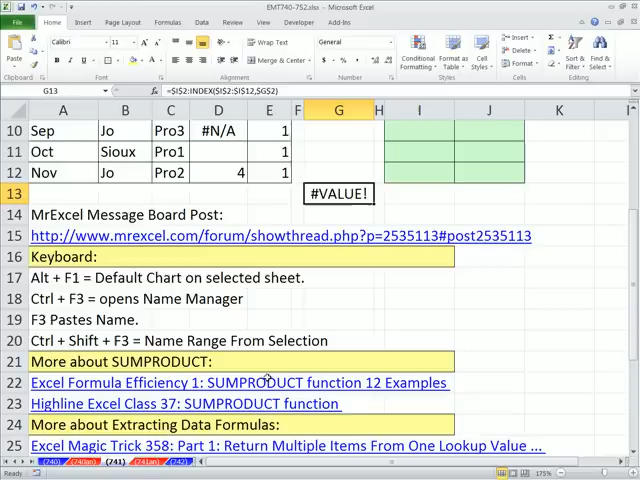 EMT740-752.xlsx - Microsoft Excel
File Home Insert Page Layout Formulas Data Review View Developer Add-Ins
Calibri 11 Wrap Text General Insert
Paste Merge & Center Conditional Formatting Format as Table Cell Styles Delete Format Sort & Filter Find & Select
Clipboard Font Alignment Number Styles Cells Editing
G13 =$I$2:INDEX($I$2:$I$12,$G$2)
A B C D E F G H I J K
10 Sep Jo Pro3 #N/A 1
11 Oct Sioux Pro1 1
12 Nov Jo Pro2 4 1
13 #VALUE!
14 MrExcel Message Board Post:
15 http://www.mrexcel.com/forum/showthread.php?p=2535113#post2535113
16 Keyboard:
17 Alt + F1 = Default Chart on selected sheet.
18 Ctrl + F3 = opens Name Manager
19 F3 Pastes Name.
20 Ctrl + Shift + F3 = Name Range From Selection
21 More about SUMPRODUCT:
22 Excel Formula Efficiency 1: SUMPRODUCT function 12 Examples
23 Highline Excel Class 37: SUMPRODUCT function
24 More about Extracting Data Formulas:
25 Excel Magic Trick 358: Part 1: Return Multiple Items From One Lookup Value ...
(740) (740an) (741) (741an) (742)
Ready 175%